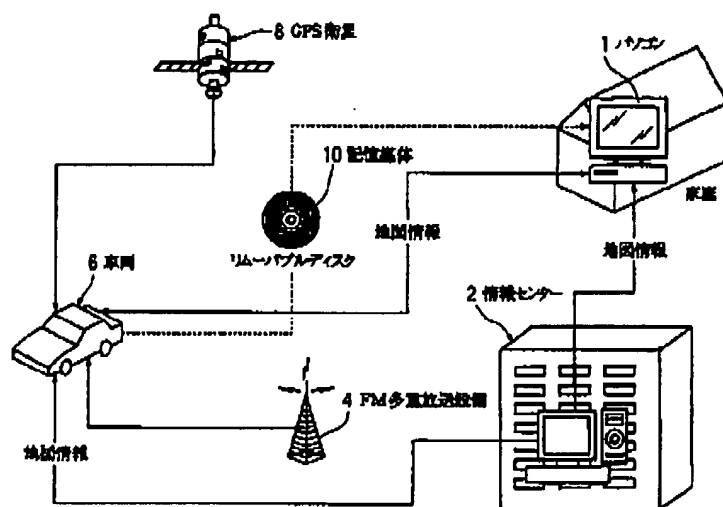 8 GPS衛星
1 パソコン
10 記憶媒体
家庭
地図情報
リムーバブルディスク
地図情報
6 車両
2 情報センター
4 FM多重放送設備
地図情報